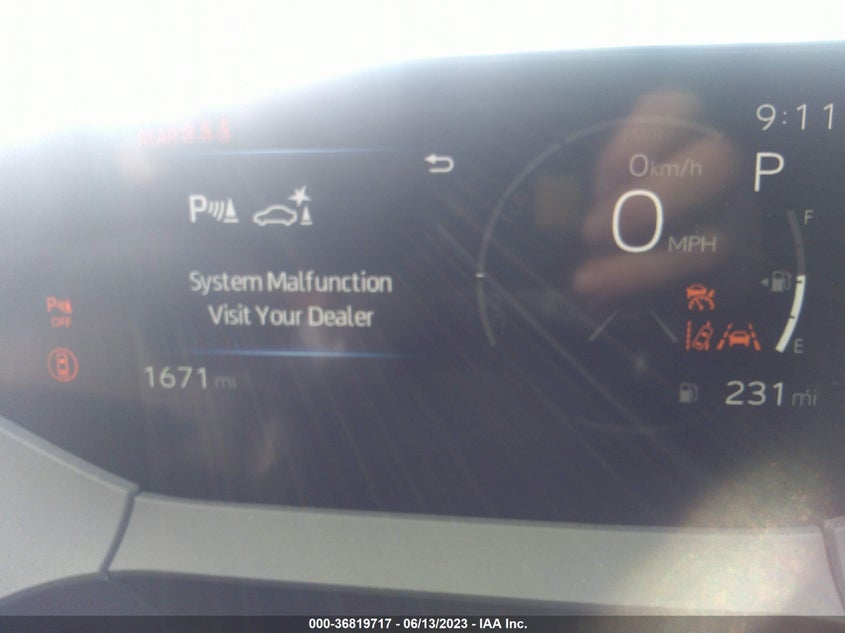 REAR
9:11
0km/h
P
0 MPH
F
System Malfunction
Visit Your Dealer
P
OFF
E
1671 mi
231 mi
000-36819717 - 06/13/2023 - IAA Inc.